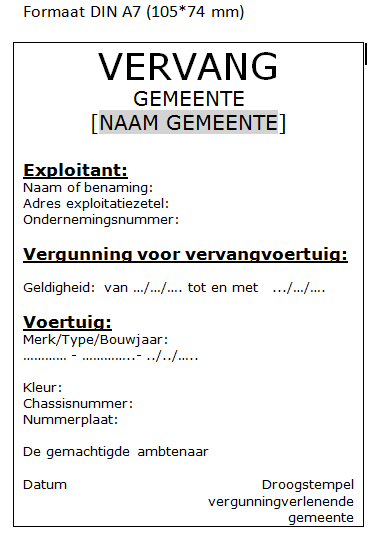 Formaat DIN A7 (105*74 mm)
VERVANG
GEMEENTE
[NAAM GEMEENTE]
Exploitant:
Naam of benaming:
Adres exploitatiezetel:
Ondernemingsnummer:
Vergunning voor vervangvoertuig:
Geldigheid: van …/…/…. tot en met …/…/….
Voertuig:
Merk/Type/Bouwjaar:
………… - …………..- ../../…..
Kleur:
Chassisnummer:
Nummerplaat:
De gemachtigde ambtenaar
Datum Droogstempel
vergunningverlenende
gemeente